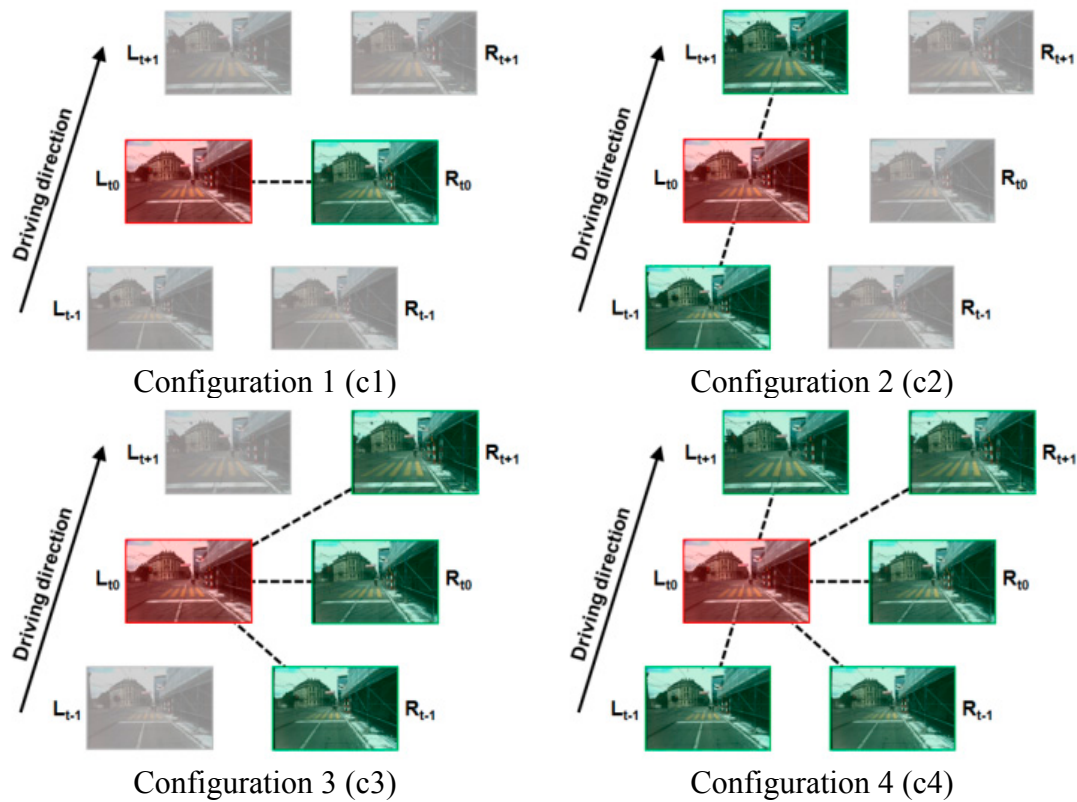 L_{t+1} R_{t+1} L_{t+1} R_{t+1}
Driving direction Driving direction
L_{t0} R_{t0} L_{t0} R_{t0}
L_{t-1} R_{t-1} L_{t-1} R_{t-1}
Configuration 1 (c1) Configuration 2 (c2)
L_{t+1} R_{t+1} L_{t+1} R_{t+1}
Driving direction Driving direction
L_{t0} R_{t0} L_{t0} R_{t0}
L_{t-1} R_{t-1} L_{t-1} R_{t-1}
Configuration 3 (c3) Configuration 4 (c4)